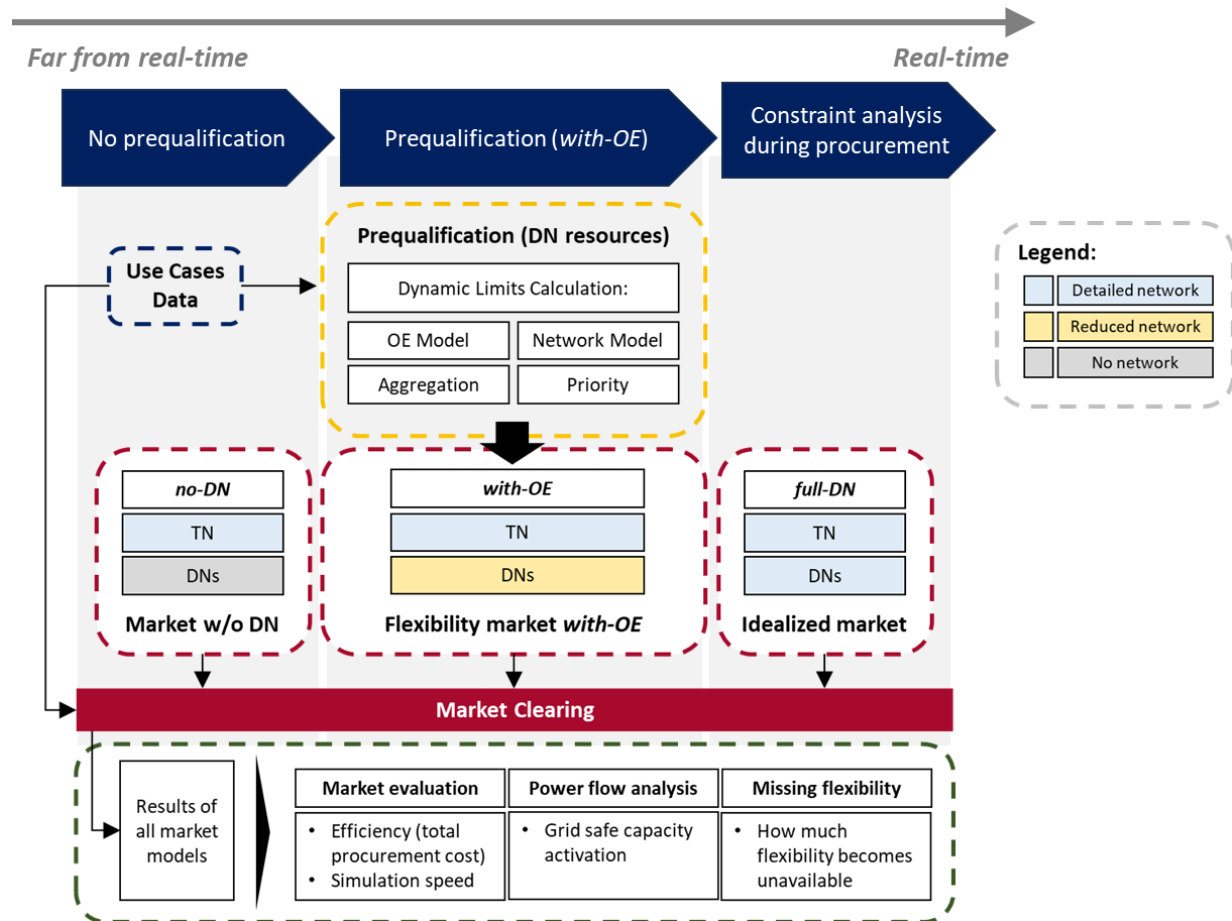 Far from real-time
Real-time
No prequalification
Prequalification (with-OE)
Constraint analysis
during procurement
Use Cases
Data
Prequalification (DN resources)
Dynamic Limits Calculation:
OE Model
Network Model
Aggregation
Priority
Legend:
Detailed network
Reduced network
No network
no-DN
TN
DNs
Market w/o DN
with-OE
TN
DNs
Flexibility market with-OE
full-DN
TN
DNs
Idealized market
Market Clearing
Results of
all market
models
Market evaluation
• Efficiency (total
procurement cost)
• Simulation speed
Power flow analysis
• Grid safe capacity
activation
Missing flexibility
• How much
flexibility becomes
unavailable